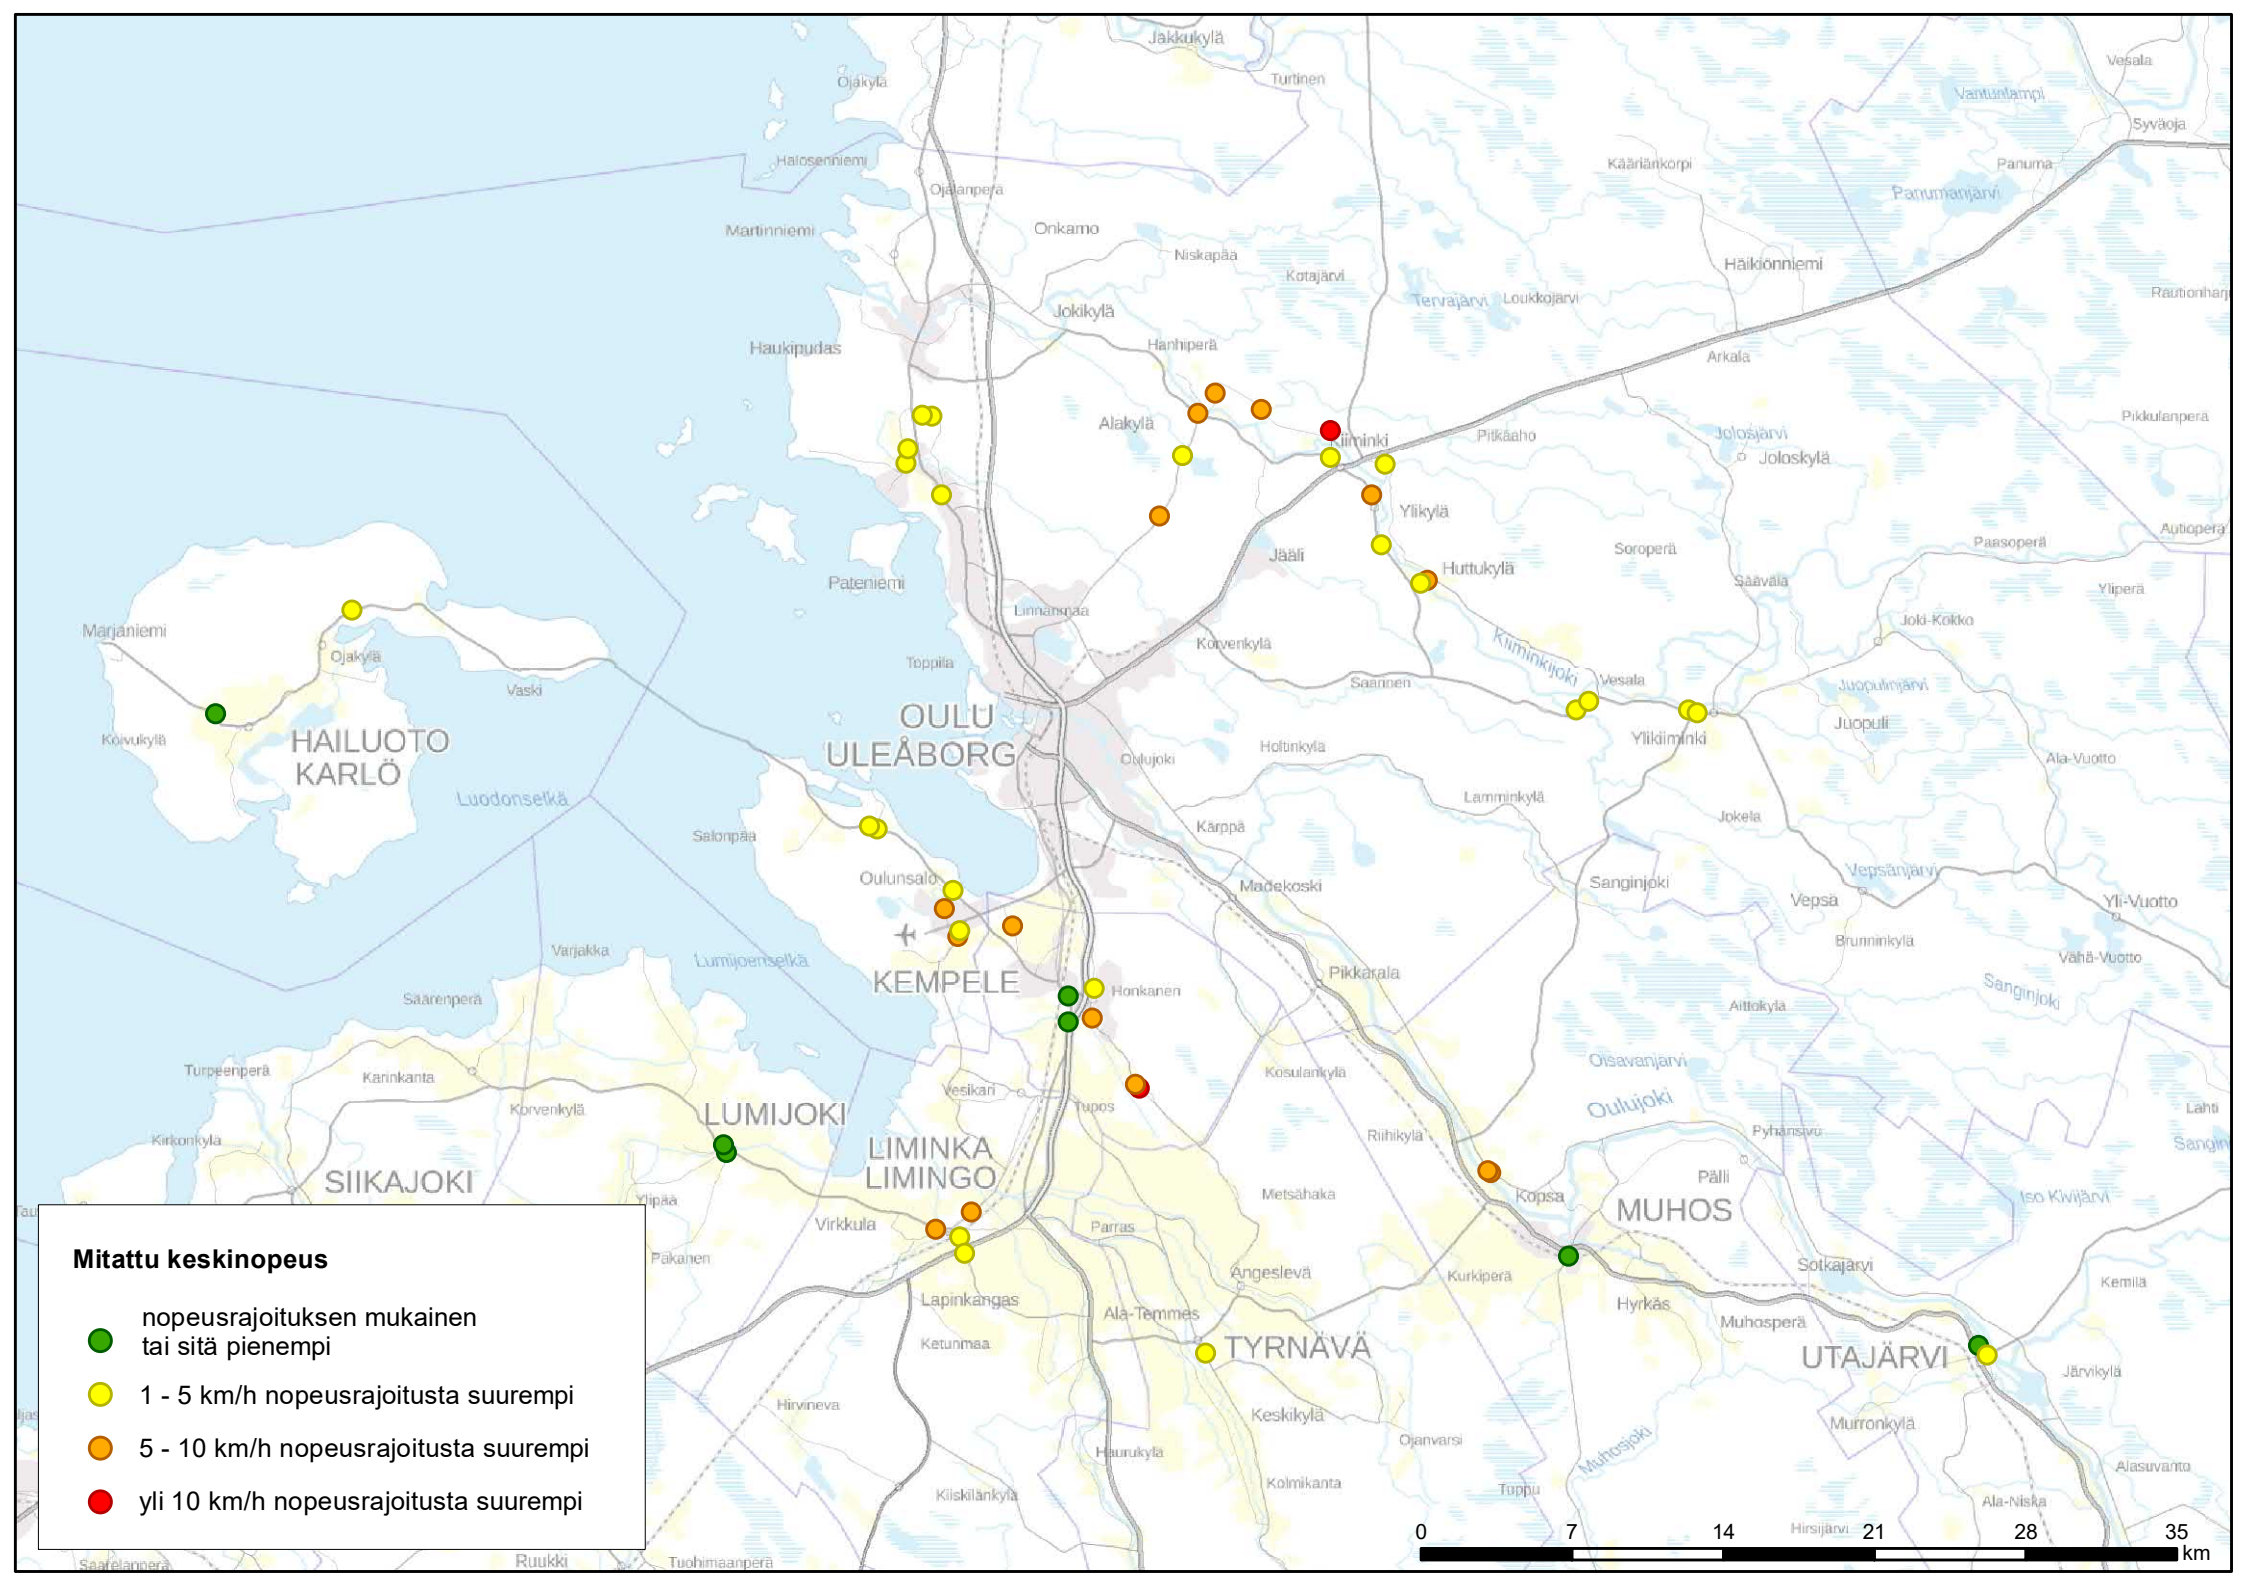 Jakkukylä
Vesala
Ojakylä
Turtinen
Vantunlampi
Syväoja
Halosenniemi
Kääriänkorpi
Panuma
Ojalanperä
Panumanjärvi
Martinniemi
Onkamo
Niskapää
Kotajärvi
Häikiönniemi
Tervajärvi
Loukkojärvi
Rautionharj
Jokikylä
Haukipudas
Hanhiperä
Arkala
Alakylä
Kiiminki
Pitkäaho
Jolosjärvi
Joloskylä
Pikkulanperä
Ylikylä
Autioperä
Jääli
Soroperä
Paasoperä
Pateniemi
Huttukylä
Säävälä
Yliperä
Linnanmaa
Marjaniemi
Joki-Kokko
Ojakylä
Toppila
Korvenkylä
Kiiminkijoki
Vaski
Saarinen
Vesala
Juopulinjärvi
Koivukylä
HAILUOTO
KARLÖ
OULU
ULEÅBORG
Oulujoki
Holtinkylä
Ylikiiminki
Juopuli
Ala-Vuotto
Luodonselkä
Lamminkylä
Jokela
Salonpää
Kärppä
Oulunsalo
Madekoski
Sanginjoki
Vepsänjärvi
Vepsä
Yli-Vuotto
Varjakka
Lumijoenselkä
Brunninkylä
Vähä-Vuotto
KEMPELE
Honkanen
Pikkarala
Säärenperä
Aittokylä
Sanginjoki
Turpeenperä
Karinkanta
Vesikari
Kosulankylä
Oisavanjärvi
Oulujoki
Korvenkylä
LUMIJOKI
Tupos
Lahti
Kirkonkylä
LIMINKA
LIMINGO
Riihikylä
Pyhänsivu
Sangin
SIIKAJOKI
Ylipää
Metsähaka
Kopsa
Pälli
Iso Kivijärvi
MUHOS
Virkkula
Parras
Pakanen
Angeslevä
Kurkiperä
Sotkajärvi
Kemilä
Lapinkangas
Ala-Temmes
Hyrkäs
Muhosperä
Ketunmaa
TYRNÄVÄ
UTAJÄRVI
Järvikylä
Hirvineva
Keskikylä
Murronkylä
Haurukylä
Ojanvarsi
Muhosjoki
Alasuvanto
Kiiskilänkylä
Kolmikanta
Tuppu
Ala-Niska
Hirsijärvi
Saarelanperä
Ruukki
Tuohimaanperä
Mitattu keskinopeus
nopeusrajoituksen mukainen
tai sitä pienempi
1 - 5 km/h nopeusrajoitusta suurempi
5 - 10 km/h nopeusrajoitusta suurempi
yli 10 km/h nopeusrajoitusta suurempi
0 7 14 21 28 35
km